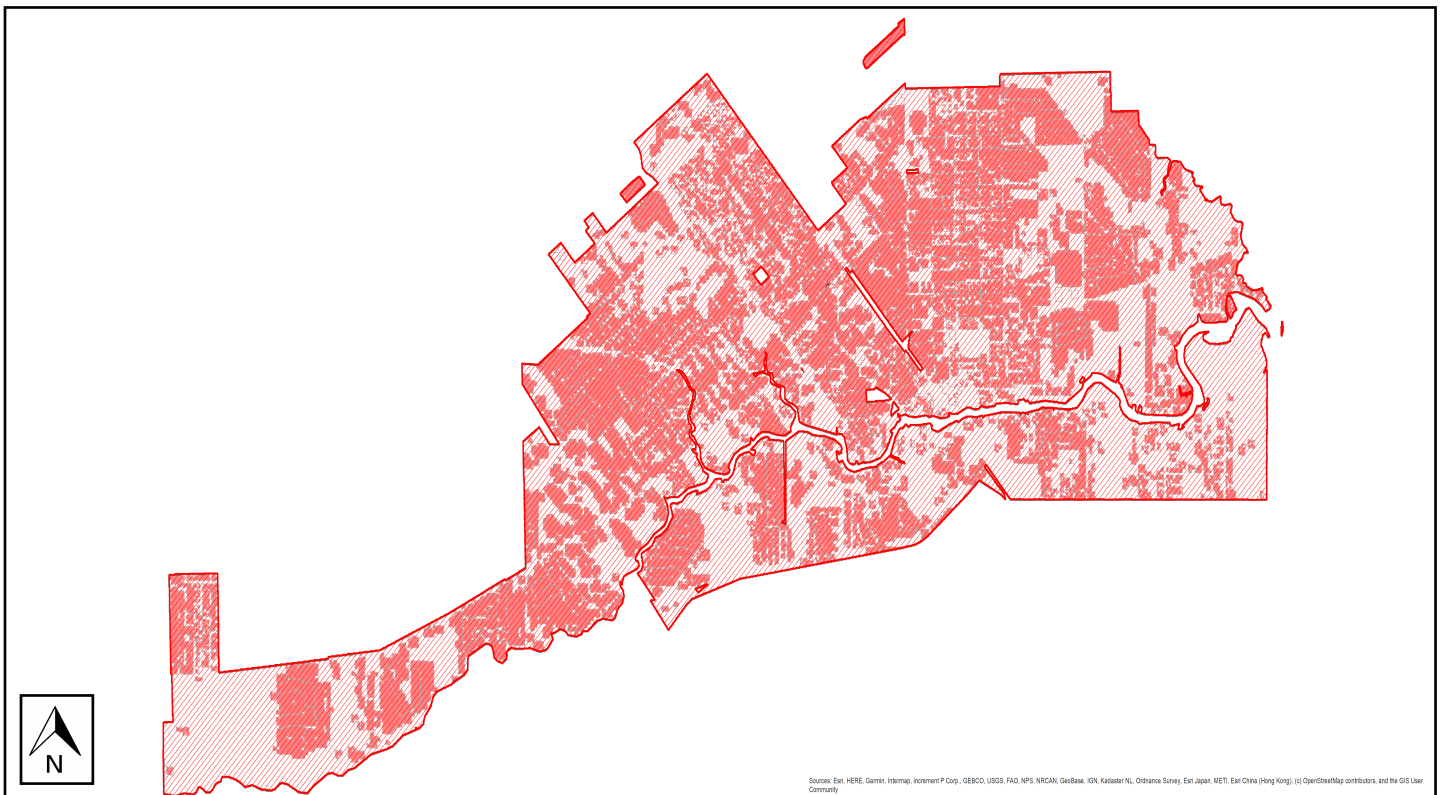 N
Sources: Esri, HERE, Garmin, Intermap, increment P Corp., GEBCO, USGS, FAO, NPS, NRCAN, GeoBase, IGN, Kadaster NL, Ordnance Survey, Esri Japan, METI, Esri China (Hong Kong), (c) OpenStreetMap contributors, and the GIS User
Community